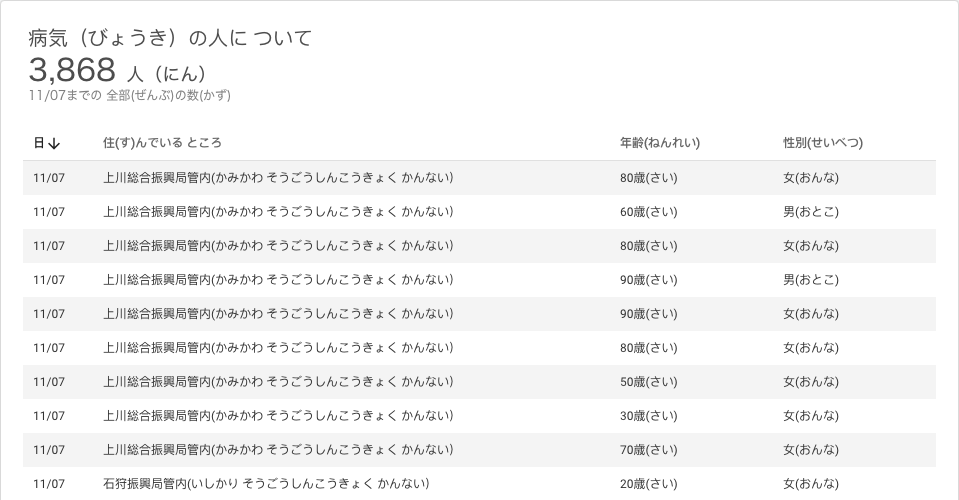 病気（びょうき）の人に ついて
3,868 人（にん）
11/07までの 全部(ぜんぶ)の数(かず)
日↓ 住(す)んでいる ところ 年齢(ねんれい) 性別(せいべつ)
11/07 上川総合振興局管内(かみかわ そうごうしんこうきょく かんない) 80歳(さい) 女(おんな)
11/07 上川総合振興局管内(かみかわ そうごうしんこうきょく かんない) 60歳(さい) 男(おとこ)
11/07 上川総合振興局管内(かみかわ そうごうしんこうきょく かんない) 80歳(さい) 女(おんな)
11/07 上川総合振興局管内(かみかわ そうごうしんこうきょく かんない) 90歳(さい) 男(おとこ)
11/07 上川総合振興局管内(かみかわ そうごうしんこうきょく かんない) 90歳(さい) 女(おんな)
11/07 上川総合振興局管内(かみかわ そうごうしんこうきょく かんない) 80歳(さい) 女(おんな)
11/07 上川総合振興局管内(かみかわ そうごうしんこうきょく かんない) 50歳(さい) 女(おんな)
11/07 上川総合振興局管内(かみかわ そうごうしんこうきょく かんない) 30歳(さい) 女(おんな)
11/07 上川総合振興局管内(かみかわ そうごうしんこうきょく かんない) 70歳(さい) 女(おんな)
11/07 石狩振興局管内(いしかり そうごうしんこうきょく かんない) 20歳(さい) 女(おんな)